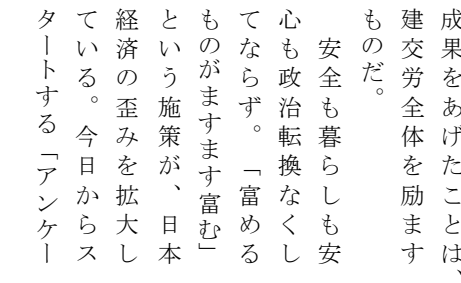 成果をあげたことは、
建交労全体を励ます
ものだ。
　安全も暮らしも安
心も政治転換なくし
てならず。「富める
ものがますます富む」
という施策が、日本
経済の歪みを拡大し
ている。今日からス
タートする「アンケー